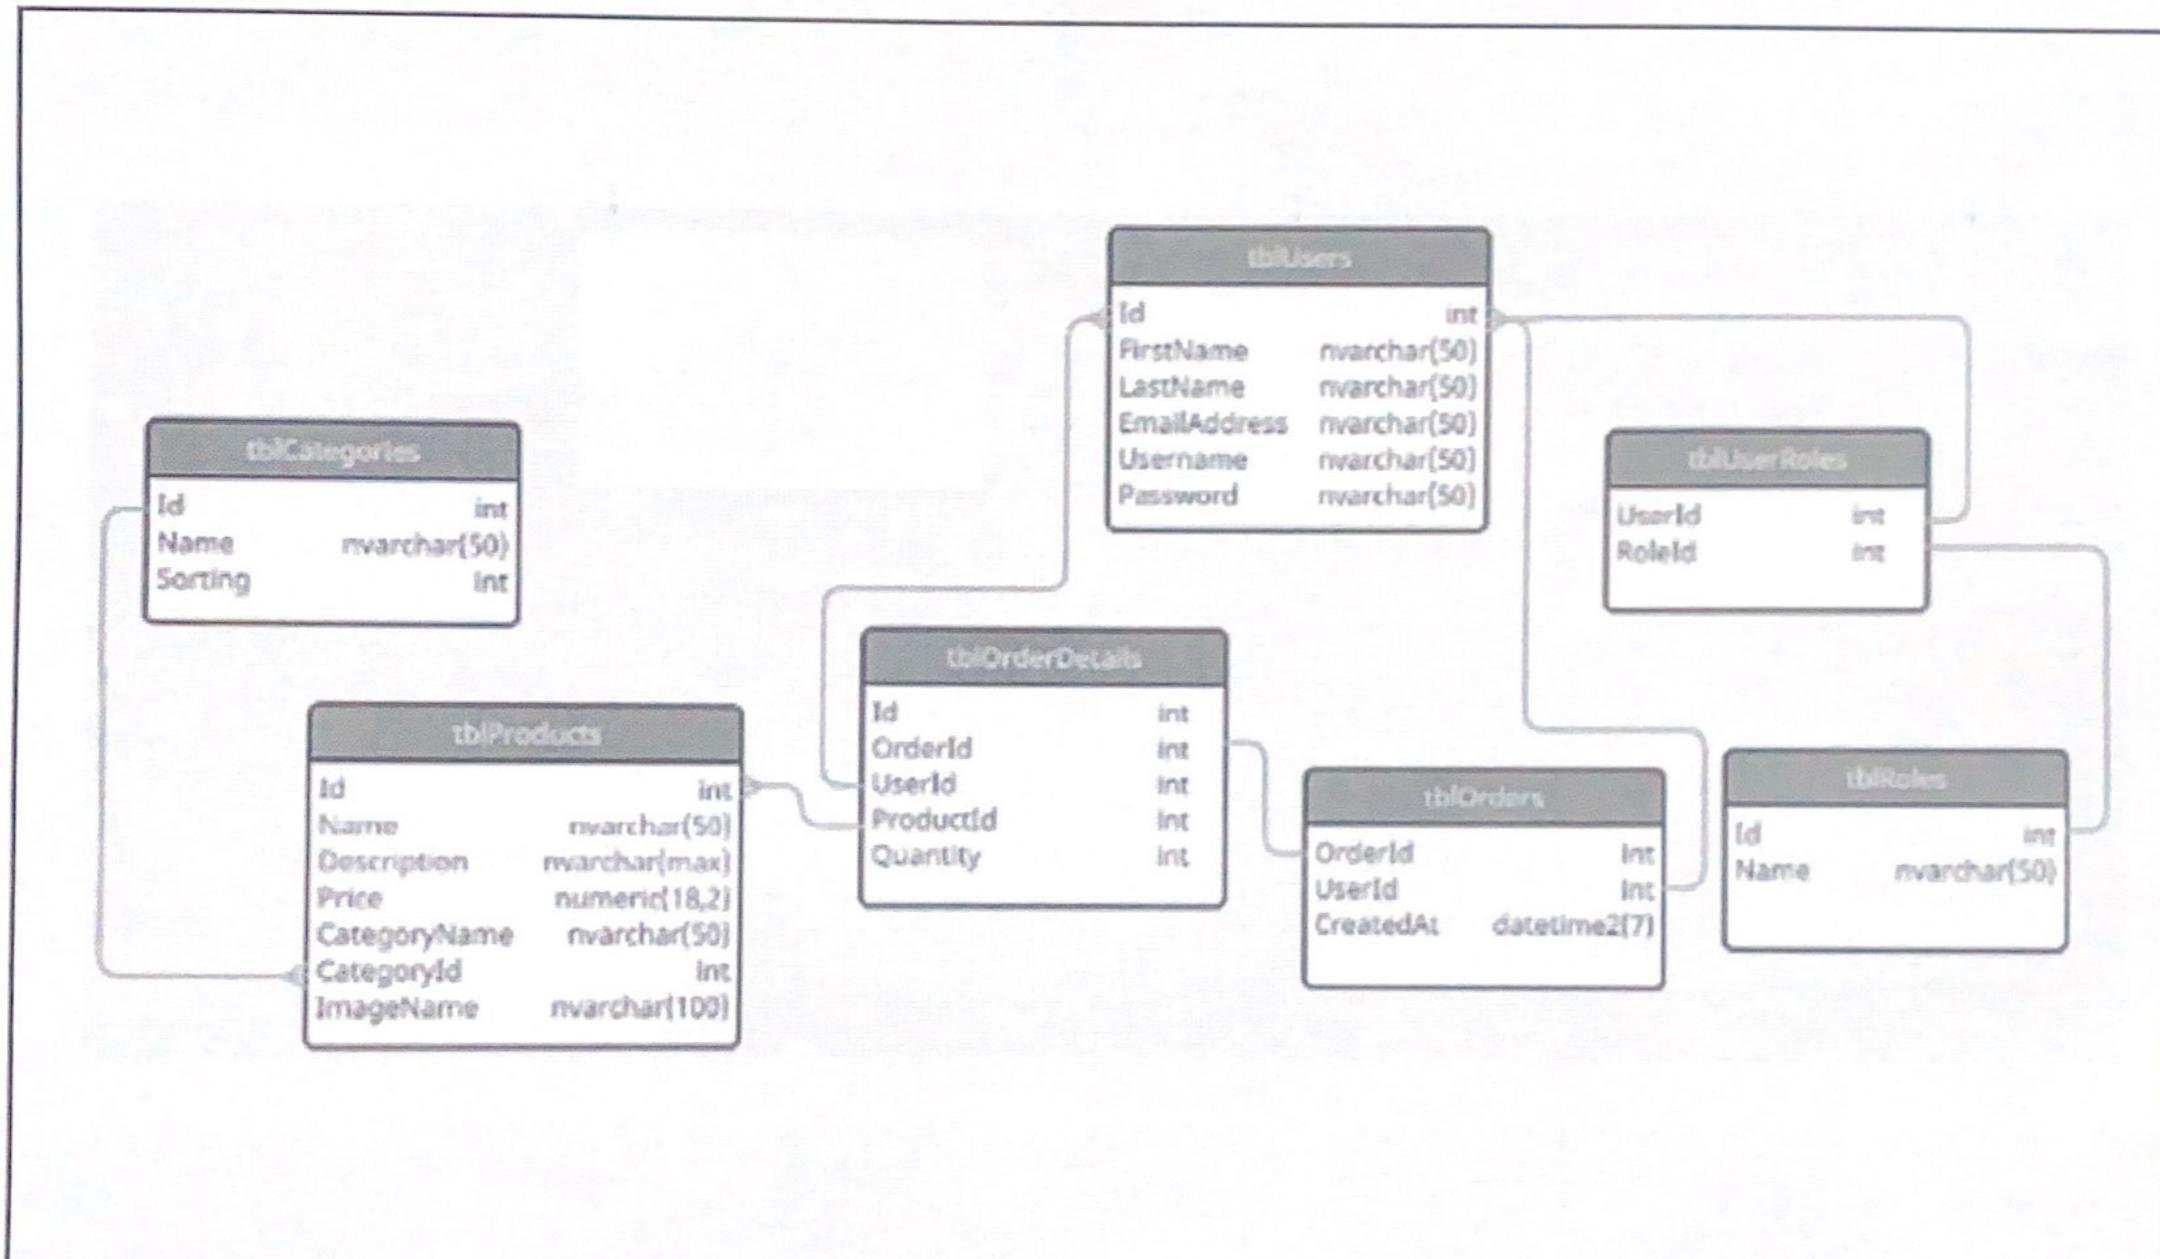 tblUsers
Id int
FirstName nvarchar(50)
LastName nvarchar(50)
EmailAddress nvarchar(50)
Username nvarchar(50)
Password nvarchar(50)
tblCategories
Id int
Name nvarchar(50)
Sorting int
tblUserRoles
UserId int
RoleId int
tblOrderDetails
Id int
OrderId int
UserId int
ProductId int
Quantity int
tblProducts
Id int
Name nvarchar(50)
Description nvarchar(max)
Price numeric(18,2)
CategoryName nvarchar(50)
CategoryId int
ImageName nvarchar(100)
tblOrders
OrderId int
UserId int
CreatedAt datetime2(7)
tblRoles
Id int
Name nvarchar(50)